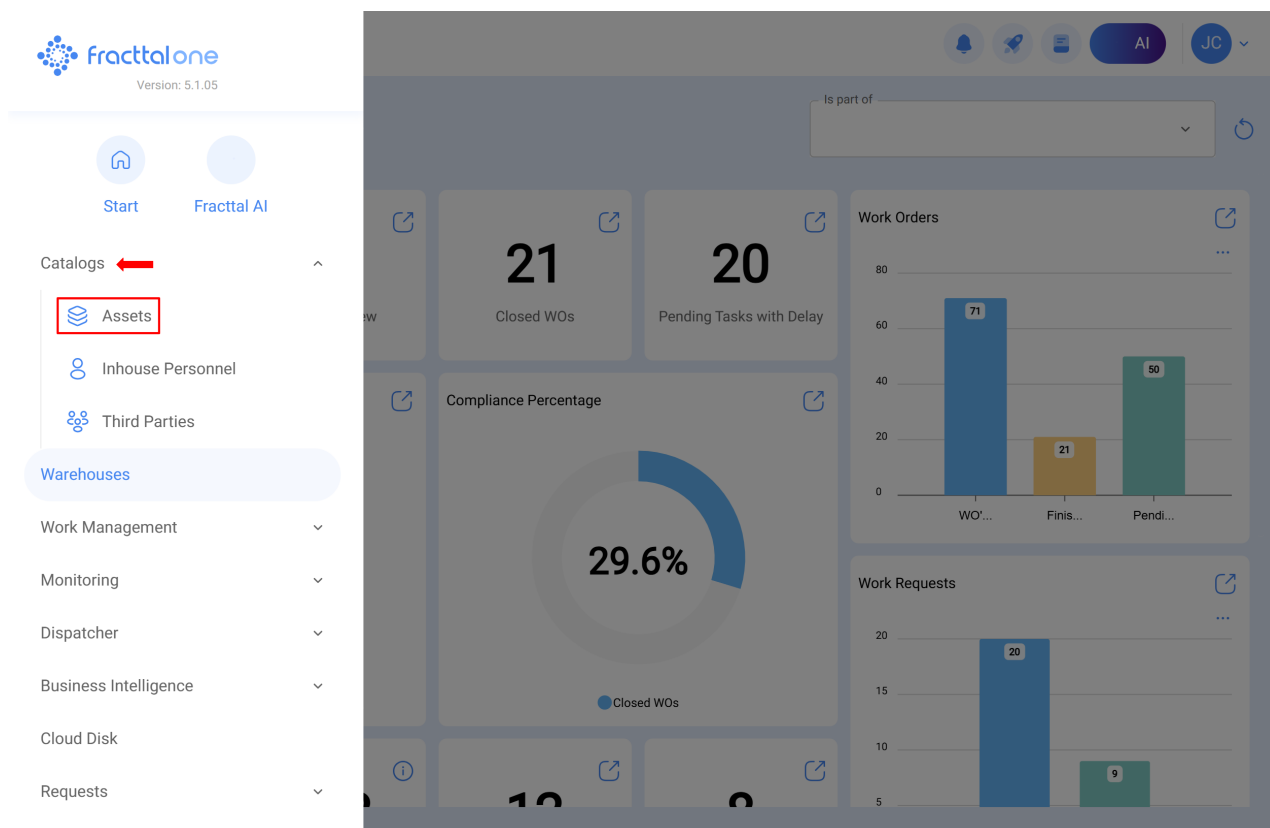 fracttal one
Version: 5.1.05
Start
Fracttal AI
Catalogs
Assets
Inhouse Personnel
Third Parties
Warehouses
Work Management
Monitoring
Dispatcher
Business Intelligence
Cloud Disk
Requests
AI
JC
Is part of
21
Closed WOs
20
Pending Tasks with Delay
Compliance Percentage
29.6%
Closed WOs
Work Orders
...
80
60
40
20
0
71
21
50
WO'...
Finis...
Pendi...
Work Requests
...
20
15
10
5
20
9